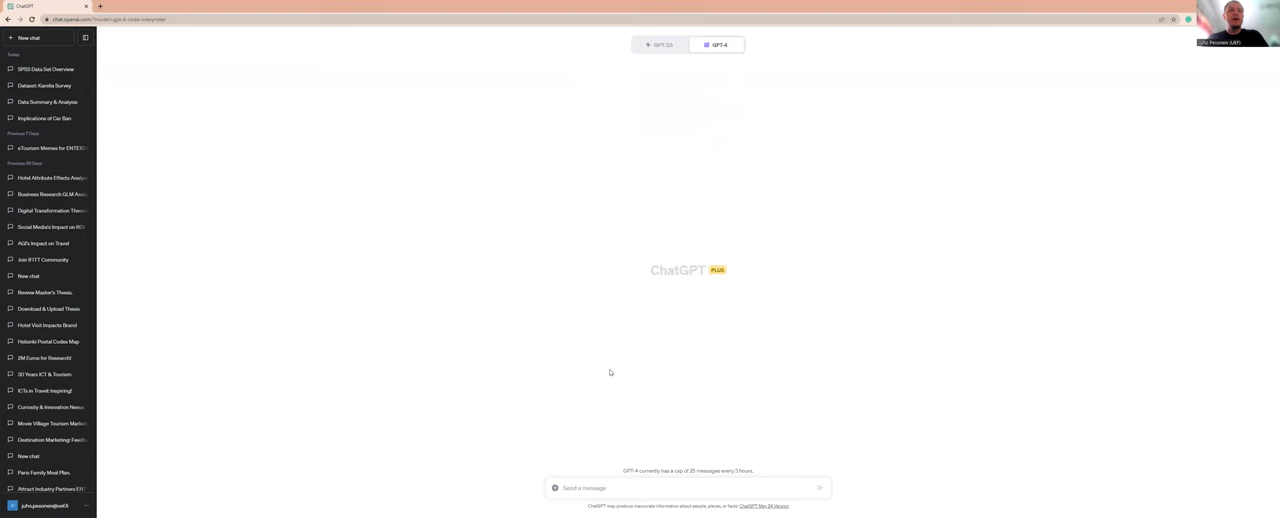 ChatGPT
chat.openai.com/?model=gpt-4-code-interpreter
New chat
GPT-3.5
GPT-4
Pesonen (UEF)
Today
SPSS Data Set Overview
Dataset: Karelia Survey
Data Summary & Analysis
Implications of Car Ban
Previous 7 Days
eTourism Memes for ENTER
Previous 30 Days
Hotel Attribute Effects Analys
Business Research GLM Anal
Digital Transformation Theori
Social Media's Impact on RO
AGI's Impact on Travel
Join IFITT Community
New chat
Review Master's Thesis.
Download & Upload Thesis
Hotel Visit Impacts Brand
Helsinki Postal Codes Map
2M Euros for Research!
30 Years ICT & Tourism
ICTs in Travel: Inspiring!
Curiosity & Innovation Nexus
Movie Village Tourism Market
Destination Marketing: Feedb
New chat
Paris Family Meal Plan.
Attract Industry Partners EN
juho.pesonen@uef.fi
ChatGPT PLUS
GPT-4 currently has a cap of 25 messages every 3 hours.
Send a message
ChatGPT may produce inaccurate information about people, places, or facts. ChatGPT May 24 Version